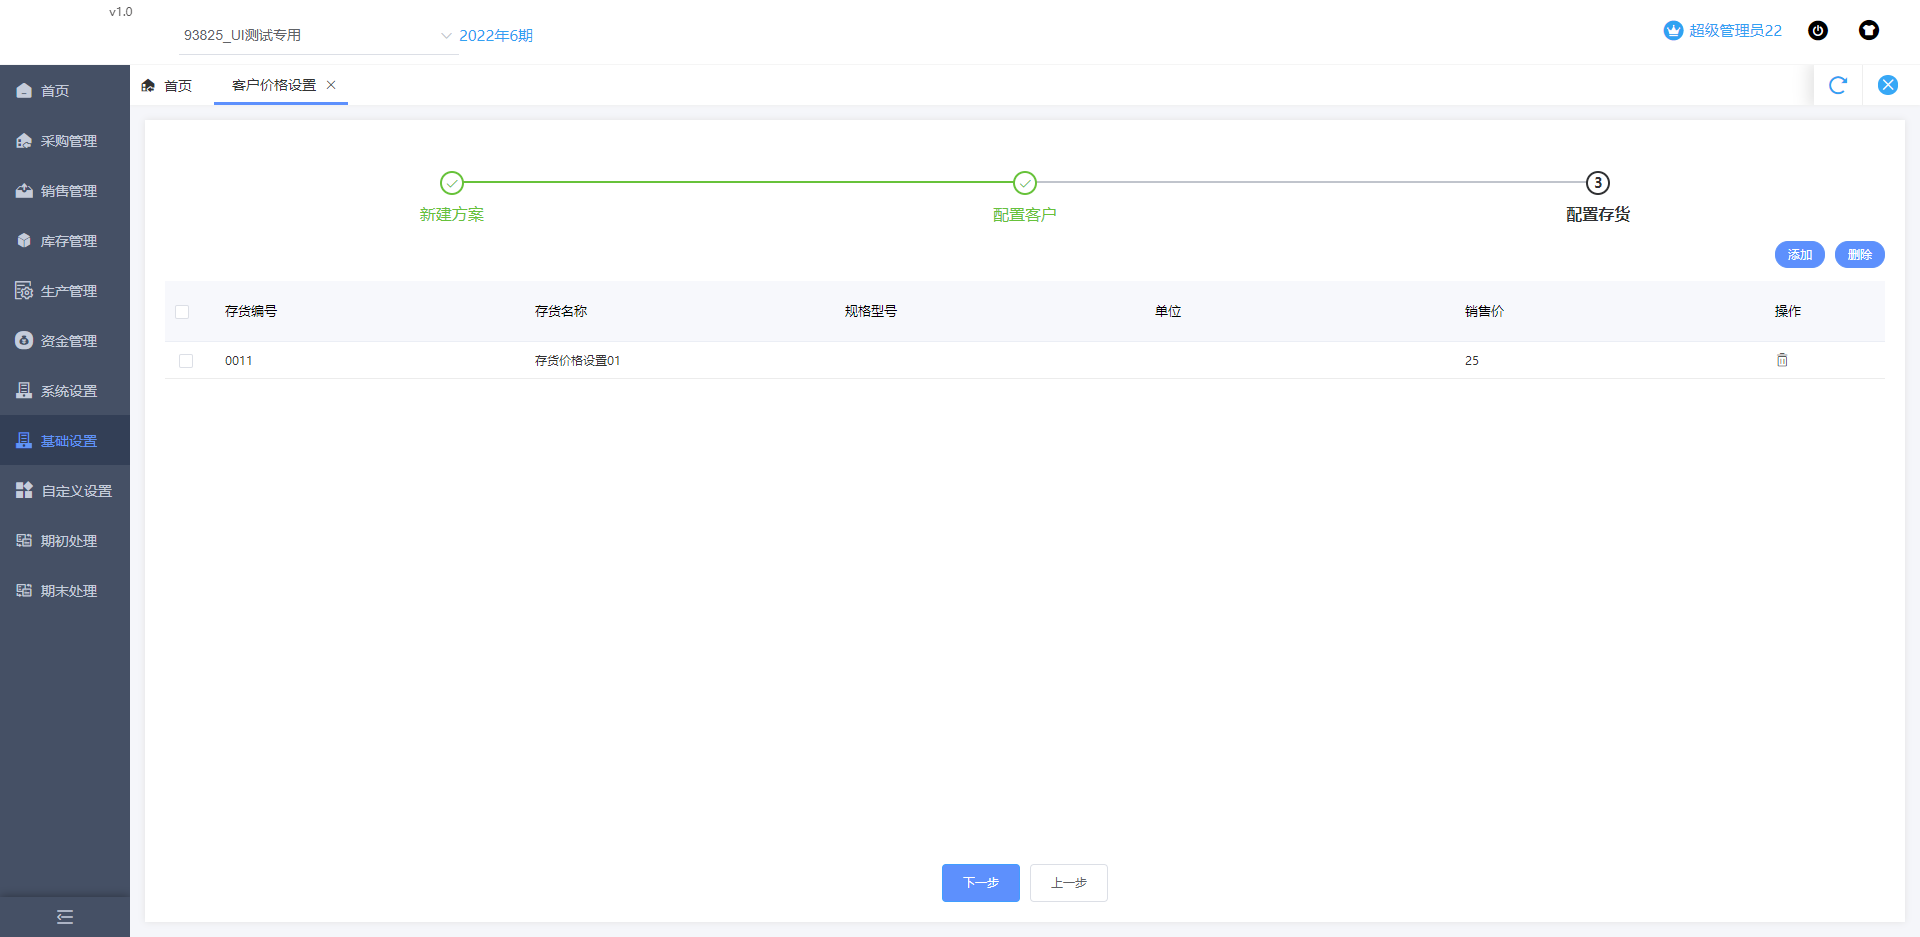 v1.0
93825_UI测试专用
2022年6期
超级管理员22
首页
采购管理
销售管理
库存管理
生产管理
资金管理
系统设置
基础设置
自定义设置
期初处理
期末处理
首页
客户价格设置
新建方案
配置客户
3
配置存货
添加
删除
存货编号 存货名称 规格型号 单位 销售价 操作
0011 存货价格设置01 25
下一步
上一步